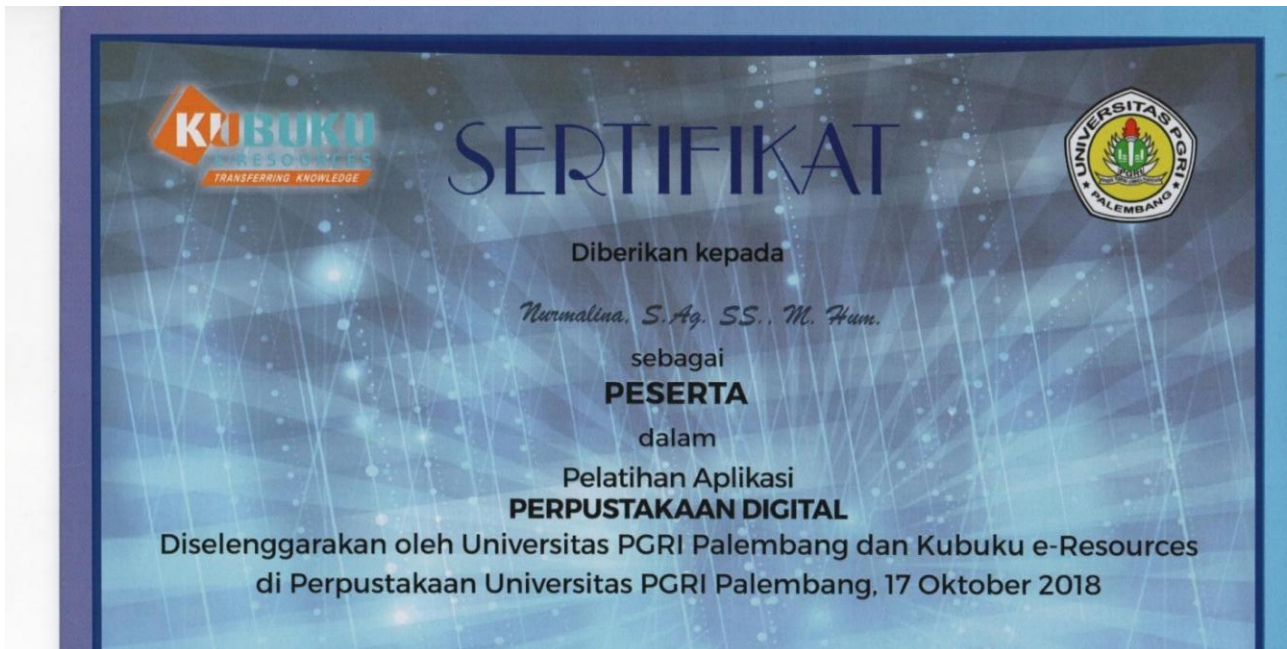 KUBUKU
E-RESOURCES
TRANSFERRING KNOWLEDGE
SERTIFIKAT
UNIVERSITAS PGRI
PALEMBANG
PGRI
Diberikan kepada
Nurmalina, S.Ag. SS., M. Hum.
sebagai
PESERTA
dalam
Pelatihan Aplikasi
PERPUSTAKAAN DIGITAL
Diselenggarakan oleh Universitas PGRI Palembang dan Kubuku e-Resources
di Perpustakaan Universitas PGRI Palembang, 17 Oktober 2018